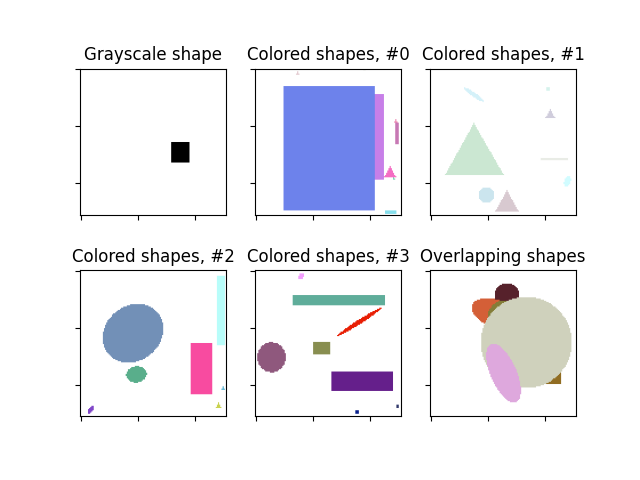 Grayscale shape
Colored shapes, #0
Colored shapes, #1
Colored shapes, #2
Colored shapes, #3
Overlapping shapes